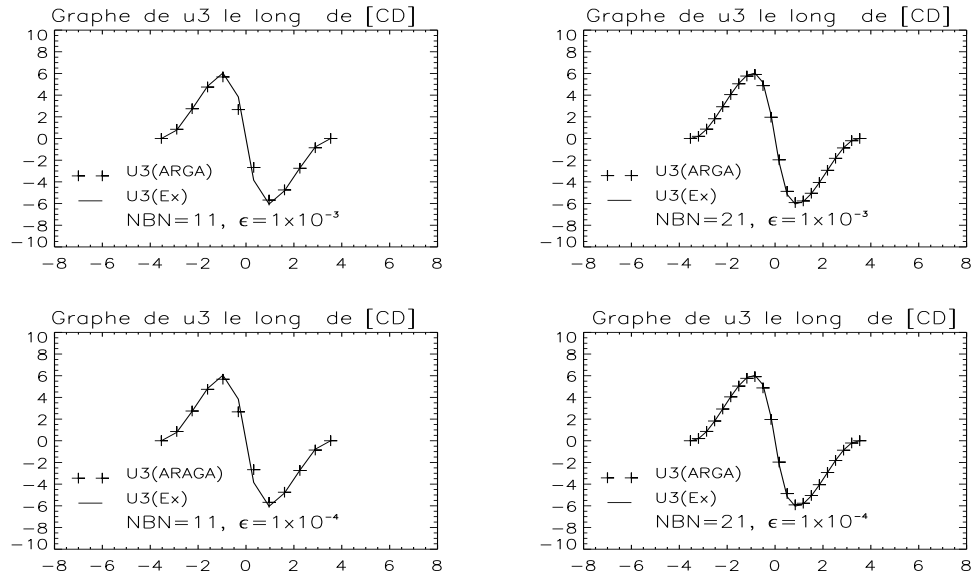 Graphe de u3 le long de [CD]
10
8
6
4
2
0
−2
−4
−6
−8
−10
U3(ARGA)
U3(Ex)
NBN=11, ϵ=1×10⁻³
−8 −6 −4 −2 0 2 4 6 8
Graphe de u3 le long de [CD]
10
8
6
4
2
0
−2
−4
−6
−8
−10
U3(ARGA)
U3(Ex)
NBN=21, ϵ=1×10⁻³
−8 −6 −4 −2 0 2 4 6 8
Graphe de u3 le long de [CD]
10
8
6
4
2
0
−2
−4
−6
−8
−10
U3(ARAGA)
U3(Ex)
NBN=11, ϵ=1×10⁻⁴
−8 −6 −4 −2 0 2 4 6 8
Graphe de u3 le long de [CD]
10
8
6
4
2
0
−2
−4
−6
−8
−10
U3(ARGA)
U3(Ex)
NBN=21, ϵ=1×10⁻⁴
−8 −6 −4 −2 0 2 4 6 8